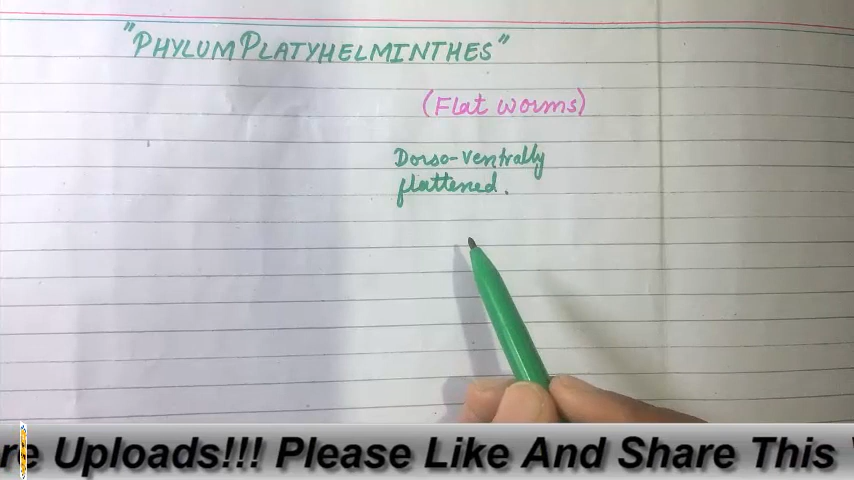 "PHYLUM PLATYHELMINTHES"
(Flat worms)
Dorso-ventrally
flattened.
re Uploads!!! Please Like And Share This